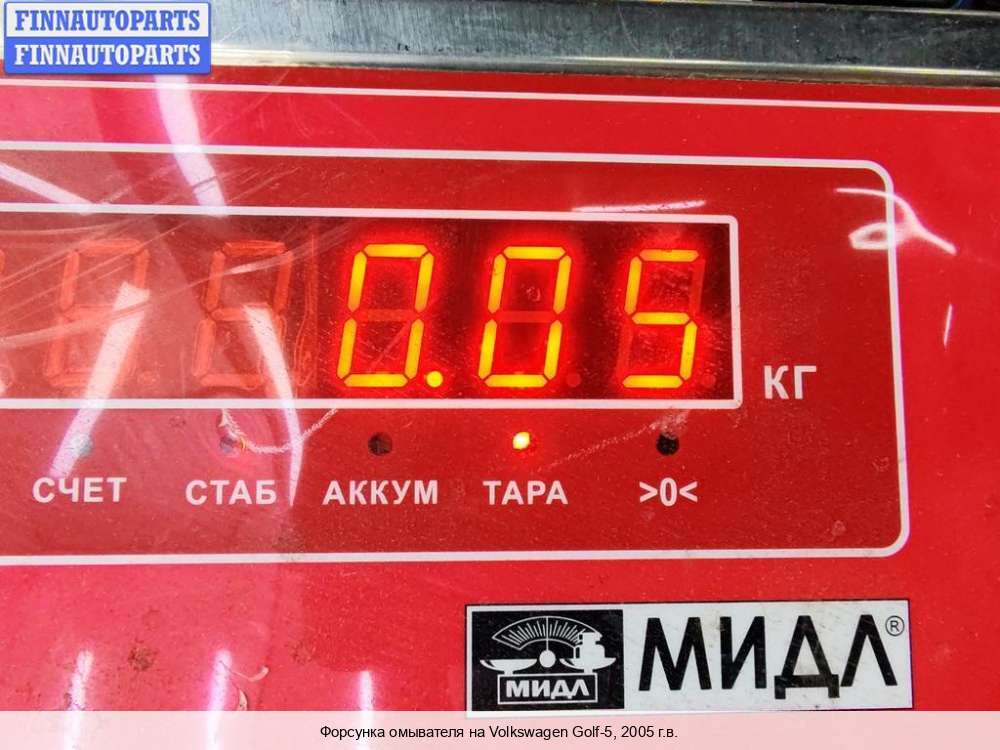 FINNAUTOPARTS
FINNAUTOPARTS
0.05
КГ
СЧЕТ СТАБ АККУМ ТАРА >0<
МИДЛ
МИДЛ®
Форсунка омывателя на Volkswagen Golf-5, 2005 г.в.